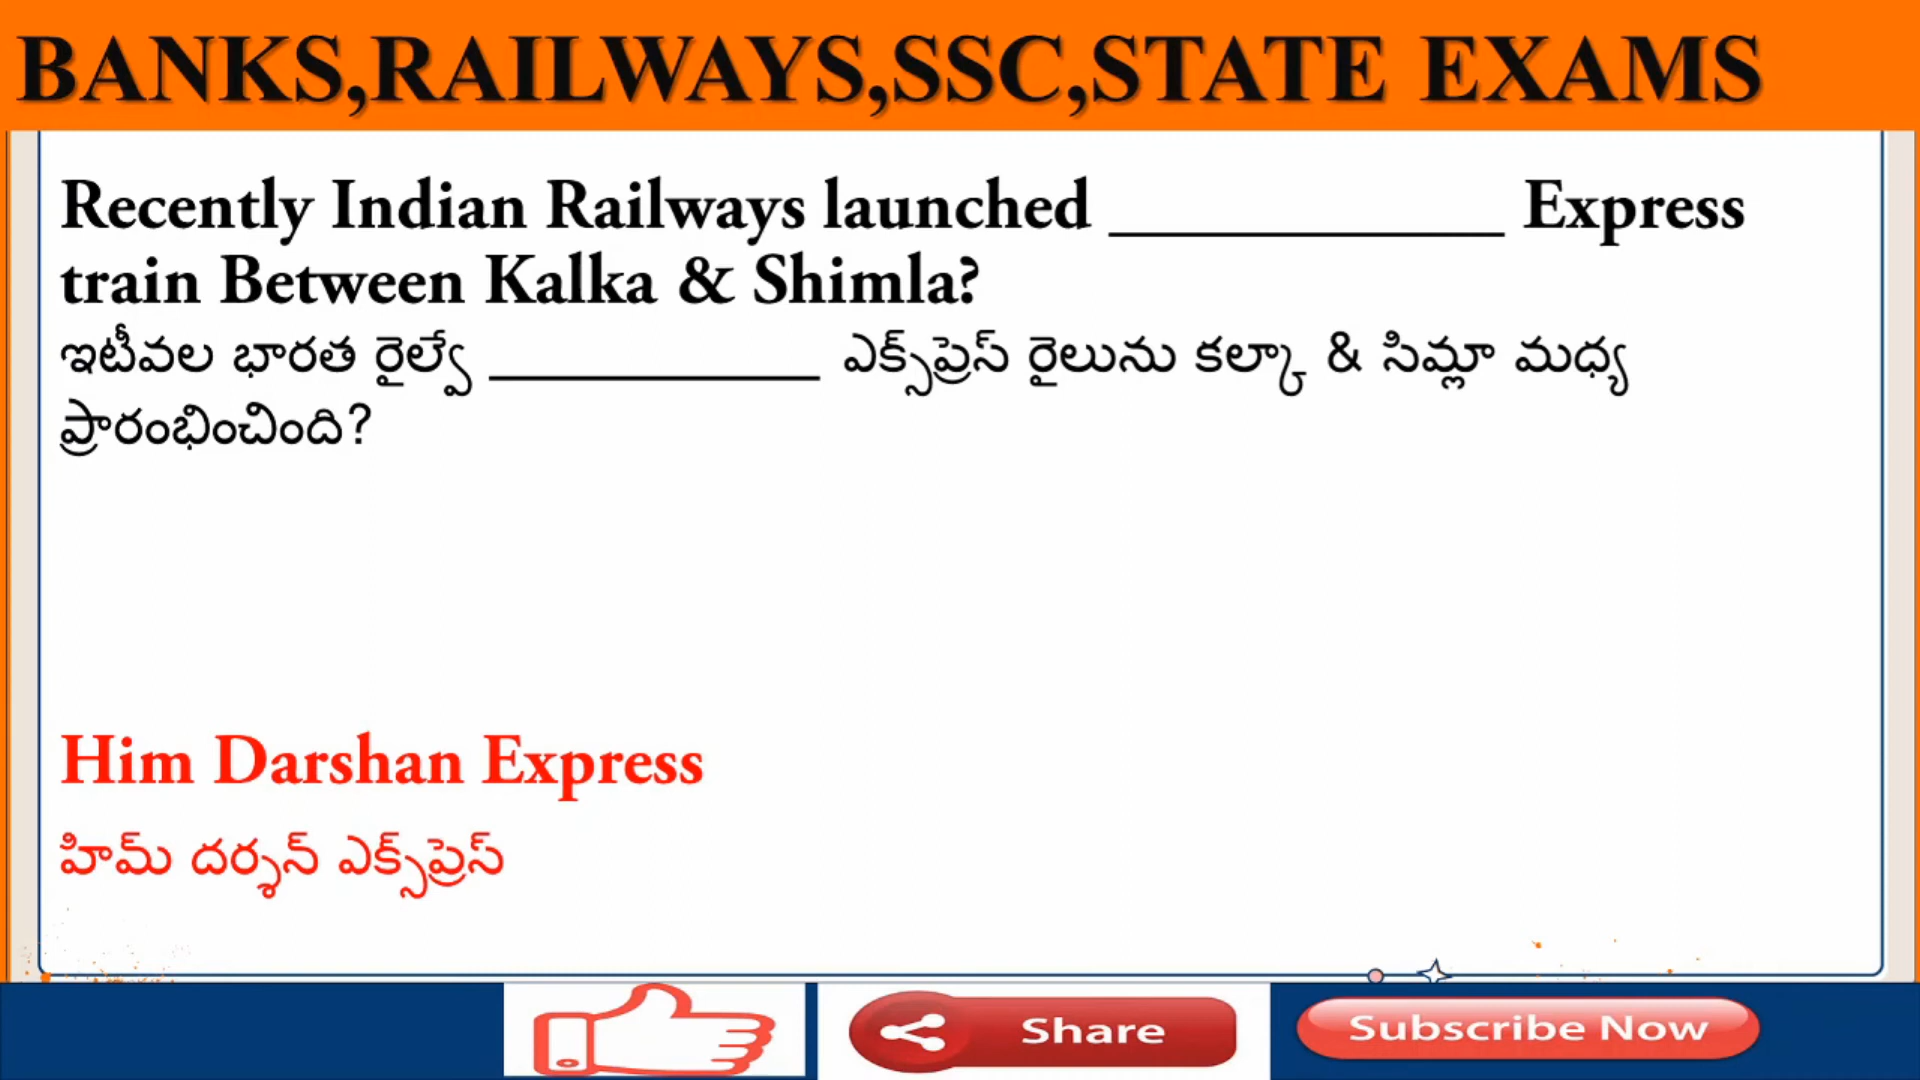 BANKS,RAILWAYS,SSC,STATE EXAMS
Recently Indian Railways launched ____________ Express
train Between Kalka & Shimla?
ఇటీవల భారత రైల్వే ____________ ఎక్స్‌ప్రెస్ రైలును కల్కా & సిమ్లా మధ్య
ప్రారంభించింది?
Him Darshan Express
హిమ్ దర్శన్ ఎక్స్‌ప్రెస్
Share
Subscribe Now